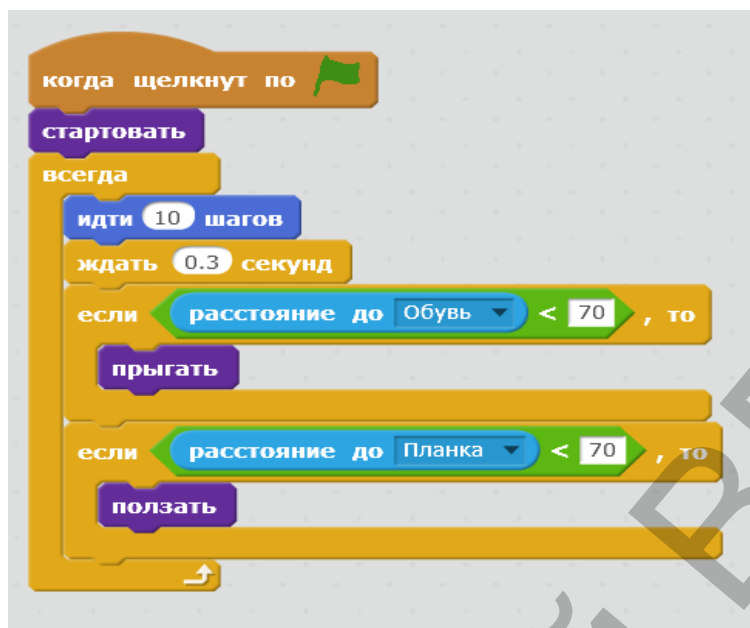 когда щелкнут по
стартовать
всегда
идти 10 шагов
ждать 0.3 секунд
если расстояние до Обувь < 70 , то
прыгать
если расстояние до Планка < 70 , то
ползать